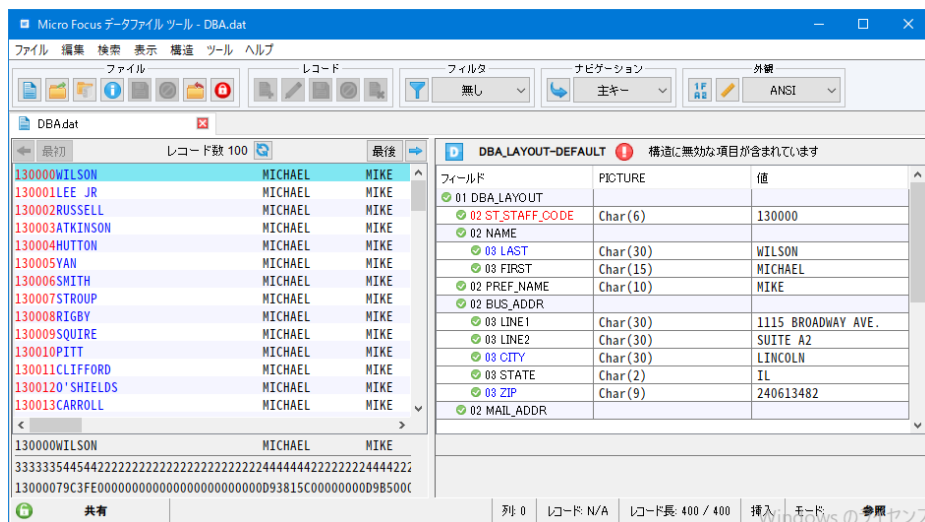 Micro Focus データファイル ツール - DBA.dat
ファイル 編集 検索 表示 構造 ツール ヘルプ
ファイル レコード フィルタ ナビゲーション 外観
無し 主キー ANSI
DBA.dat
最初 レコード数 100 最後
DBA_LAYOUT-DEFAULT 構造に無効な項目が含まれています
130000WILSON MICHAEL MIKE
130001LEE JR MICHAEL MIKE
130002RUSSELL MICHAEL MIKE
130003ATKINSON MICHAEL MIKE
130004HUTTON MICHAEL MIKE
130005YAN MICHAEL MIKE
130006SMITH MICHAEL MIKE
130007STROUP MICHAEL MIKE
130008RIGBY MICHAEL MIKE
130009SQUIRE MICHAEL MIKE
130010PITT MICHAEL MIKE
130011CLIFFORD MICHAEL MIKE
130012O'SHIELDS MICHAEL MIKE
130013CARROLL MICHAEL MIKE
フィールド PICTURE 値
01 DBA_LAYOUT
02 ST_STAFF_CODE Char(6) 130000
02 NAME
03 LAST Char(30) WILSON
03 FIRST Char(15) MICHAEL
02 PREF_NAME Char(10) MIKE
02 BUS_ADDR
03 LINE1 Char(30) 1115 BROADWAY AVE.
03 LINE2 Char(30) SUITE A2
03 CITY Char(30) LINCOLN
03 STATE Char(2) IL
03 ZIP Char(9) 240613482
02 MAIL_ADDR
130000WILSON MICHAEL MIKE
共有 列: 0 レコード: N/A レコード長: 400 / 400 挿入 モード: 参照